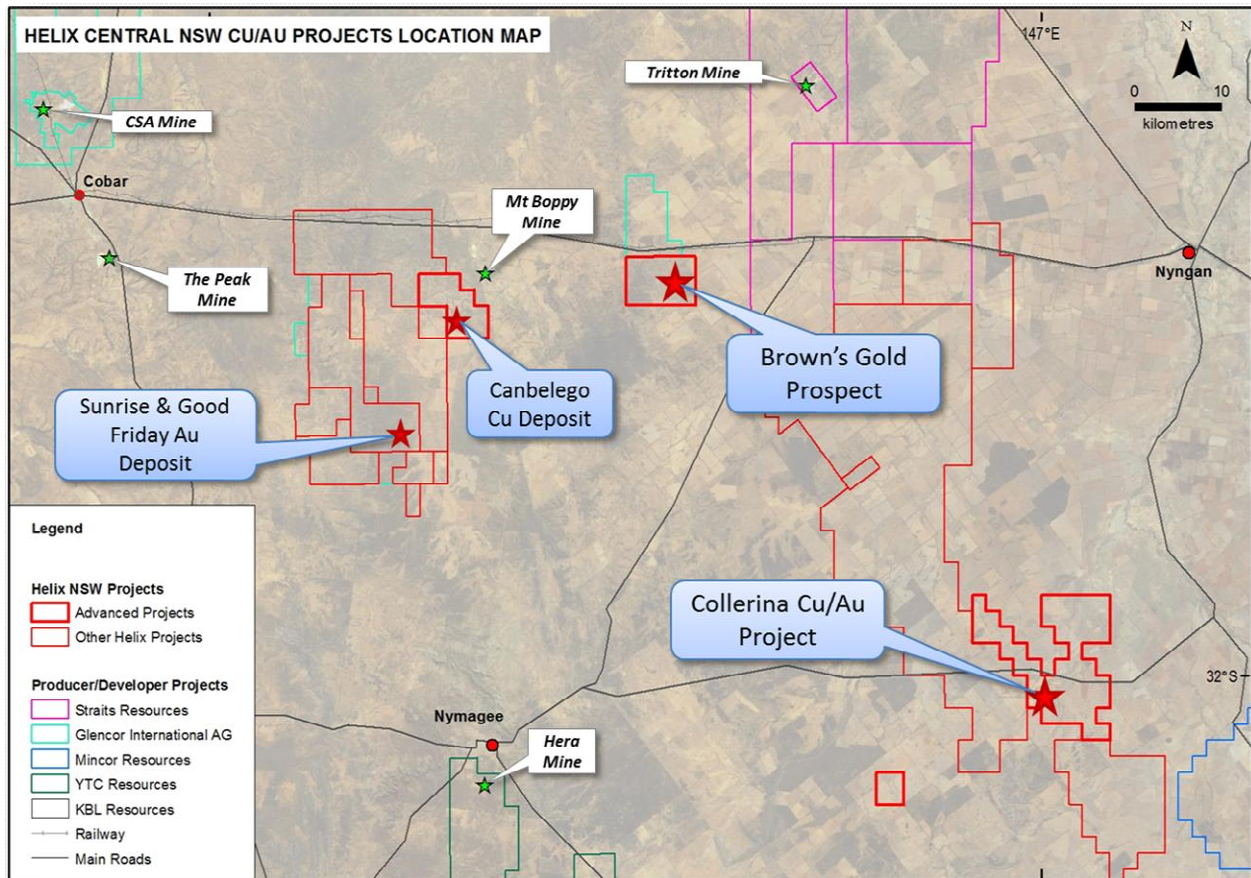 HELIX CENTRAL NSW CU/AU PROJECTS LOCATION MAP
147°E
N
0 10
kilometres
Tritton Mine
CSA Mine
Cobar
Mt Boppy
Mine
The Peak
Mine
Nyngan
Brown's Gold
Prospect
Canbelego
Cu Deposit
Sunrise & Good
Friday Au
Deposit
Collerina Cu/Au
Project
32°S
Nymagee
Hera
Mine
Legend
Helix NSW Projects
Advanced Projects
Other Helix Projects
Producer/Developer Projects
Straits Resources
Glencor International AG
Mincor Resources
YTC Resources
KBL Resources
Railway
Main Roads